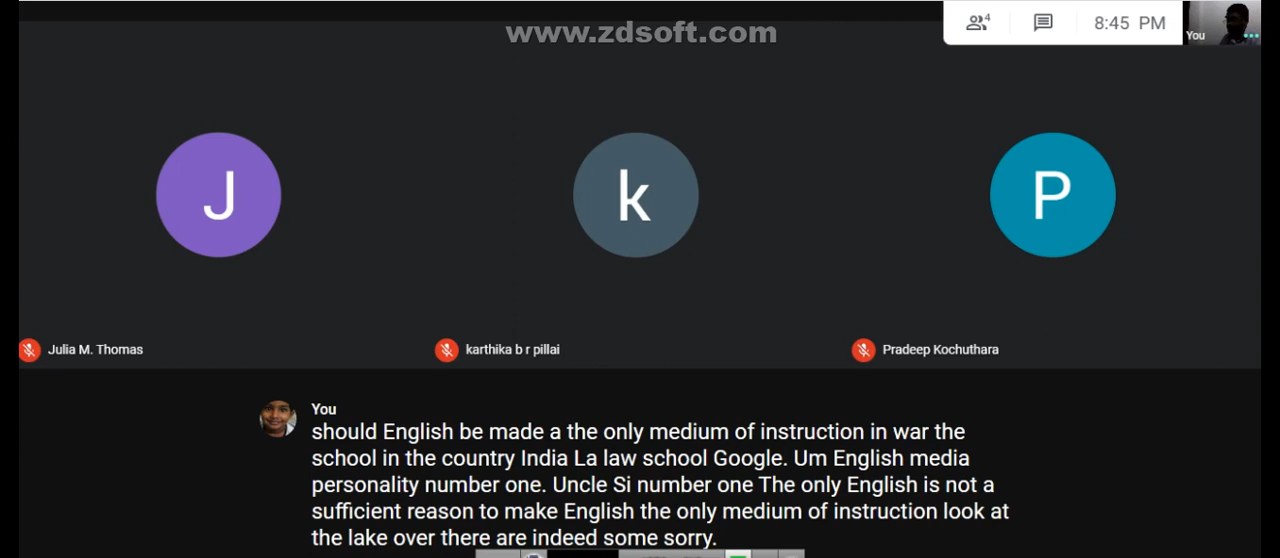 www.zdsoft.com
4
8:45 PM
You
J
k
P
Julia M. Thomas
karthika b r pillai
Pradeep Kochuthara
You
should English be made a the only medium of instruction in war the
school in the country India La law school Google. Um English media
personality number one. Uncle Si number one The only English is not a
sufficient reason to make English the only medium of instruction look at
the lake over there are indeed some sorry.